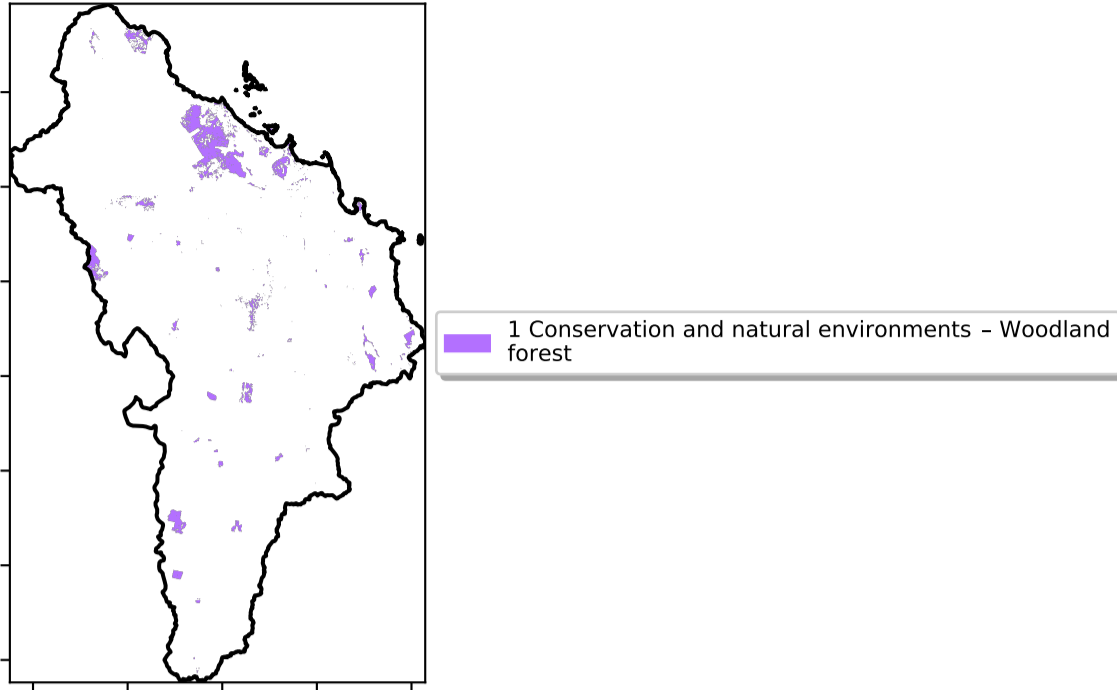 1 Conservation and natural environments – Woodland
forest